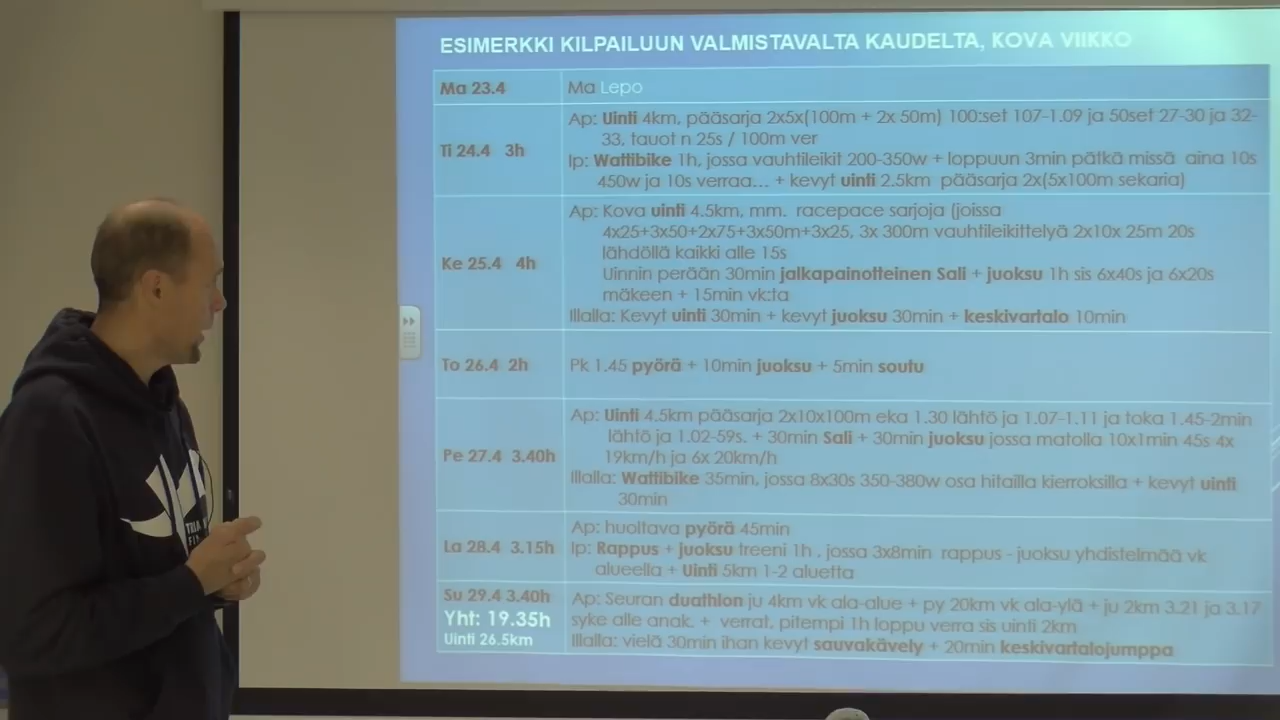 ESIMERKKI KILPAILUUN VALMISTAVALTA KAUDELTA, KOVA VIIKKO
Ma 23.4
Ma Lepo
Ti 24.4 3h
Ap: Uinti 4km, pääsarja 2x5x(100m + 2x 50m) 100:set 107-1.09 ja 50set 27-30 ja 32-
33, tauot n 25s / 100m ver
Ip: Wattibike 1h, jossa vauhtileikit 200-350w + loppuun 3min pätkä missä aina 10s
450w ja 10s verraa... + kevyt uinti 2.5km pääsarja 2x(5x100m sekaria)
Ke 25.4 4h
Ap: Kova uinti 4.5km, mm. racepace sarjoja (joissa
4x25+3x50+2x75+3x50m+3x25, 3x 300m vauhtileikittelyä 2x10x 25m 20s
lähdöllä kaikki alle 15s
Uinnin perään 30min jalkapainotteinen Sali + juoksu 1h sis 6x40s ja 6x20s
mäkeen + 15min vk:ta
Illalla: Kevyt uinti 30min + kevyt juoksu 30min + keskivartalo 10min
To 26.4 2h
Pk 1.45 pyörä + 10min juoksu + 5min soutu
Pe 27.4 3.40h
Ap: Uinti 4.5km pääsarja 2x10x100m eka 1.30 lähtö ja 1.07-1.11 ja toka 1.45-2min
lähtö ja 1.02-59s. + 30min Sali + 30min juoksu jossa matolla 10x1min 45s 4x
19km/h ja 6x 20km/h
Illalla: Wattibike 35min, jossa 8x30s 350-380w osa hitailla kierroksilla + kevyt uinti
30min
La 28.4 3.15h
Ap: huoltava pyörä 45min
Ip: Rappus + juoksu treeni 1h , jossa 3x8min rappus - juoksu yhdistelmää vk
alueella + Uinti 5km 1-2 aluetta
Su 29.4 3.40h
Yht: 19.35h
Uinti 26.5km
Ap: Seuran duathlon ju 4km vk ala-alue + py 20km vk ala-ylä + ju 2km 3.21 ja 3.17
syke alle anak. + verrat, pitempi 1h loppu verra sis uinti 2km
Illalla: vielä 30min ihan kevyt sauvakävely + 20min keskivartalojumppa
TRIA